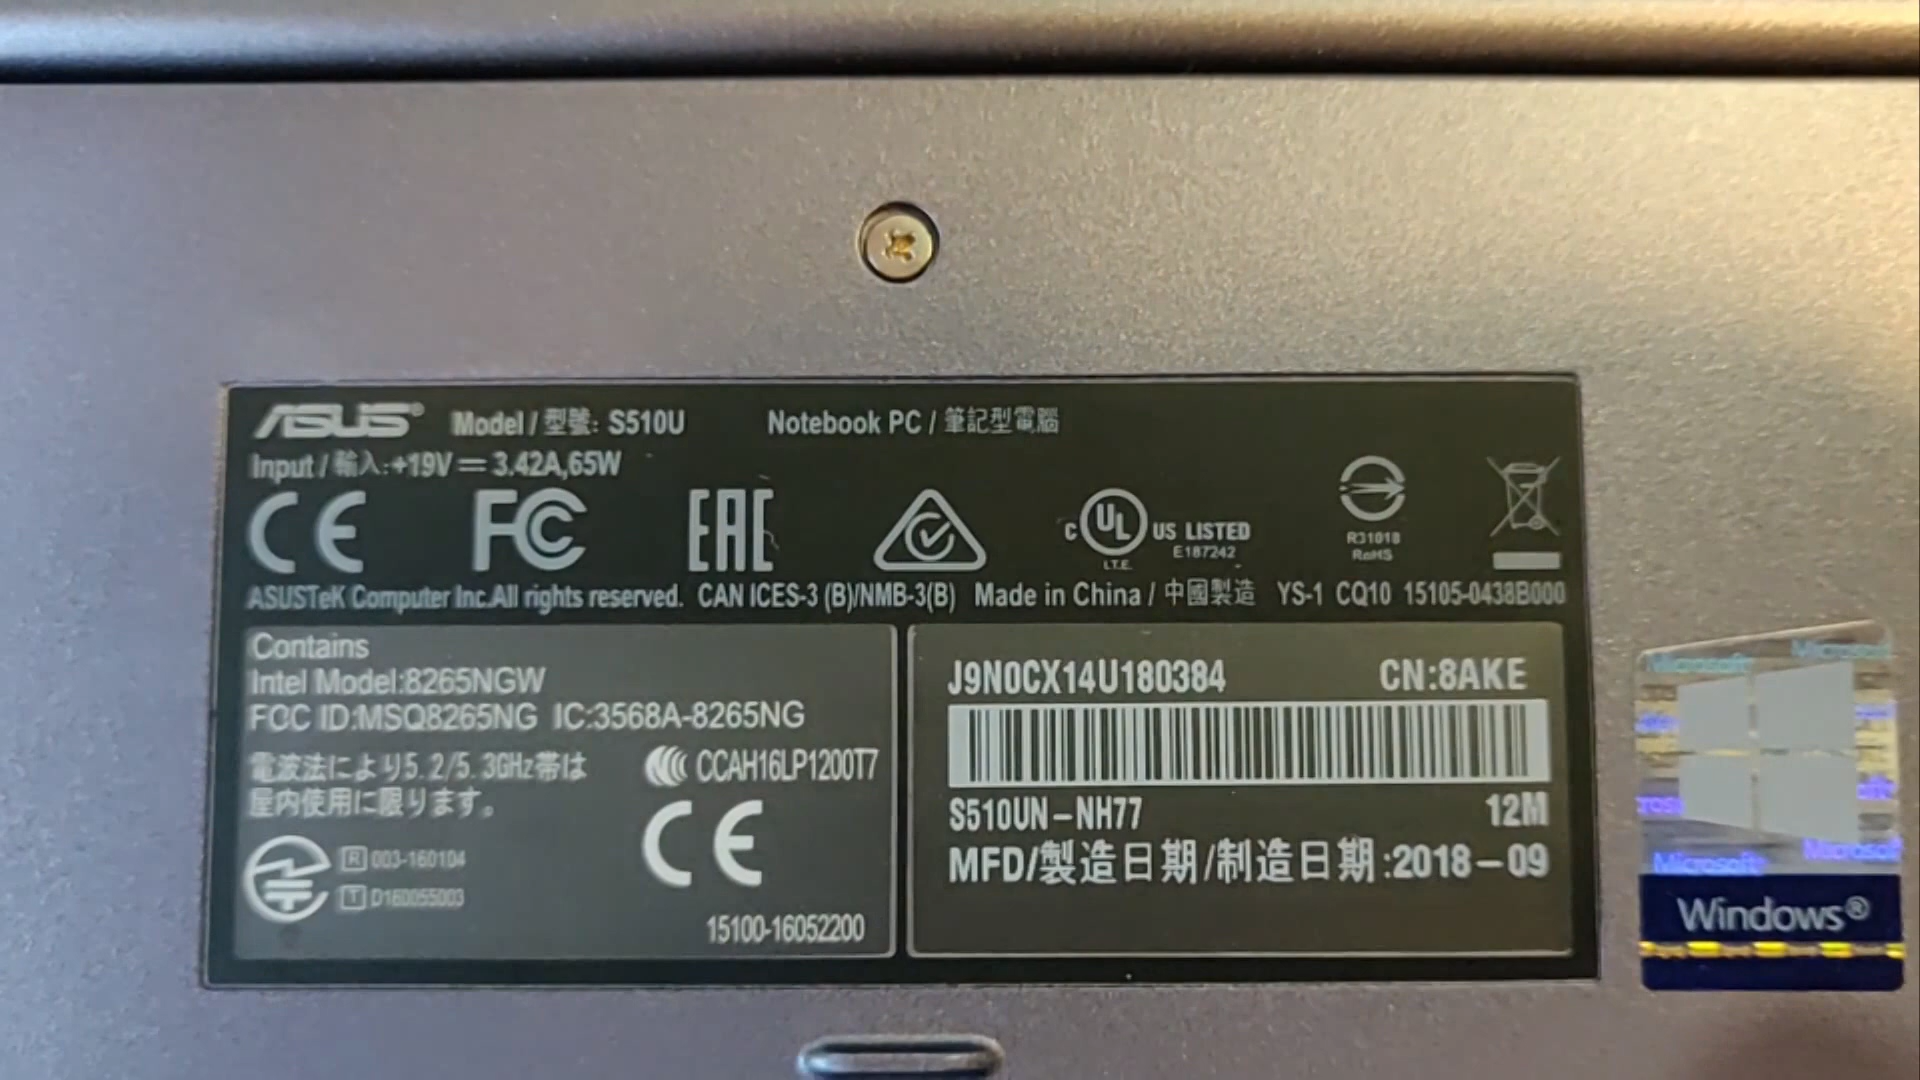 ASUS® Model / 型號: S510U Notebook PC / 筆記型電腦
Input / 輸入:+19V ⎓ 3.42A,65W
CE FC EAC c UL US LISTED
E187242
I.T.E.
R31018
RoHS
ASUSTeK Computer Inc.All rights reserved. CAN ICES-3 (B)/NMB-3(B) Made in China / 中國製造 YS-1 CQ10 15105-0438B000
Contains
Intel Model:8265NGW
FCC ID:MSQ8265NG IC:3568A-8265NG
電波法により5.2/5.3GHz帯は
屋内使用に限ります。
CCAH16LP1200T7
CE
R 003-160104
T D160055003
15100-16052200
J9N0CX14U180384 CN:8AKE
S510UN-NH77 12M
MFD/製造日期/制造日期:2018-09
Microsoft Microsoft
Microsoft Microsoft
Windows®